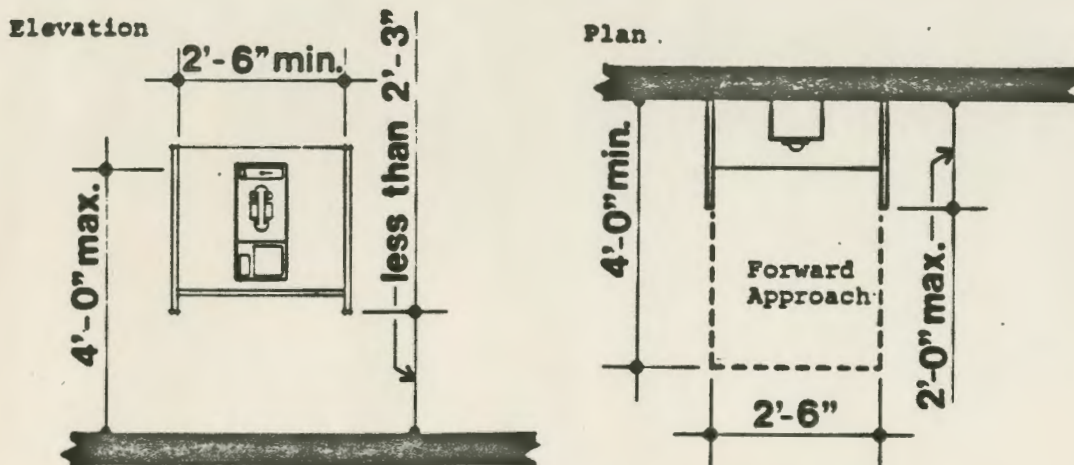 Elevation
2'-6" min.
4'-0" max.
less than 2'-3"
Plan
4'-0" min.
Forward
Approach
2'-0" max.
2'-6"